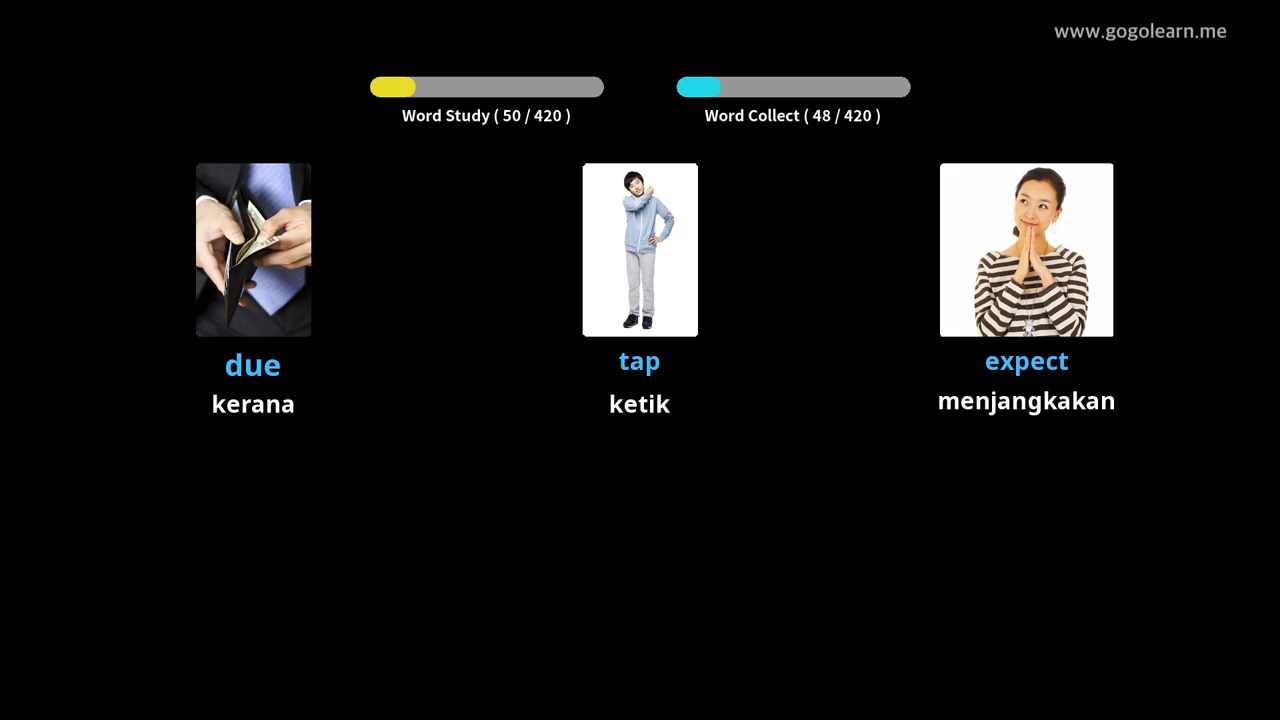 www.gogolearn.me
Word Study ( 50 / 420 )
Word Collect ( 48 / 420 )
due
kerana
tap
ketik
expect
menjangkakan